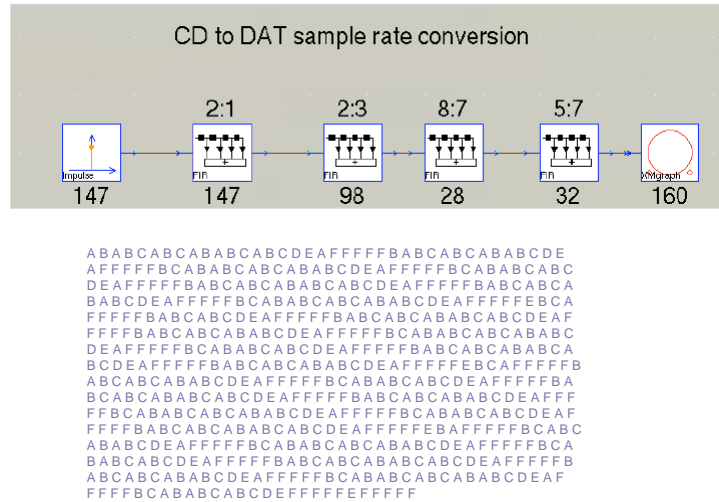 CD to DAT sample rate conversion
2:1 2:3 8:7 5:7
Impulse FIR FIR FIR FIR XMgraph
147 147 98 28 32 160
A B A B C A B C A B A B C A B C D E A F F F F F B A B C A B C A B A B C D E
A F F F F F B C A B A B C A B C A B A B C D E A F F F F F B C A B A B C A B C
D E A F F F F F B A B C A B C A B A B C D E A F F F F F B A B C A B C A
B A B C D E A F F F F F B C A B A B C A B C A B A B C D E A F F F F F E B C A
F F F F F B A B C A B C D E A F F F F F B A B C A B C A B A B C D E A F
F F F F B A B C A B C A B A B C D E A F F F F F B C A B A B C A B C A B A B C
D E A F F F F F B C A B A B C A B C D E A F F F F F B A B C A B C A B A B C A
B C D E A F F F F F B A B C A B C A B A B C D E A F F F F F E B C A F F F F F B
A B C A B C A B A B C D E A F F F F F B C A B A B C A B C D E A F F F F F B A
B C A B C A B A B C A B C D E A F F F F F B A B C A B C A B A B C D E A F F F
F F B C A B A B C A B C A B A B C D E A F F F F F B C A B A B C A B C D E A F
F F F F B A B C A B C A B A B C D E A F F F F F E B A F F F F F B C A B C
A B A B C D E A F F F F F B C A B A B C A B C A B A B C D E A F F F F F B C A
B A B C A B C D E A F F F F F B A B C A B C A B A B C A B C D E A F F F F F B
A B C A B C A B A B C D E A F F F F F B C A B A B C A B C A B A B C D E A F
F F F F B C A B A B C A B C D E F F F F F E F F F F F